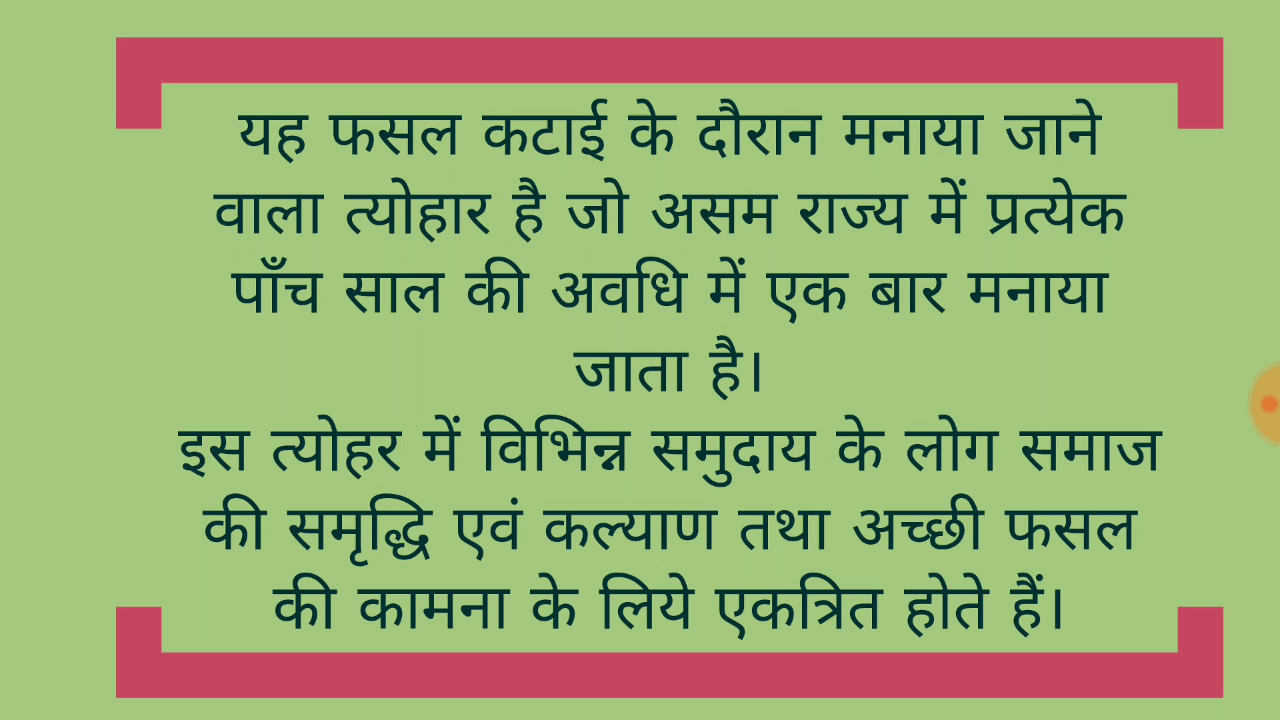 यह फसल कटाई के दौरान मनाया जाने
वाला त्योहार है जो असम राज्य में प्रत्येक
पाँच साल की अवधि में एक बार मनाया
जाता है।
इस त्योहर में विभिन्न समुदाय के लोग समाज
की समृद्धि एवं कल्याण तथा अच्छी फसल
की कामना के लिये एकत्रित होते हैं।